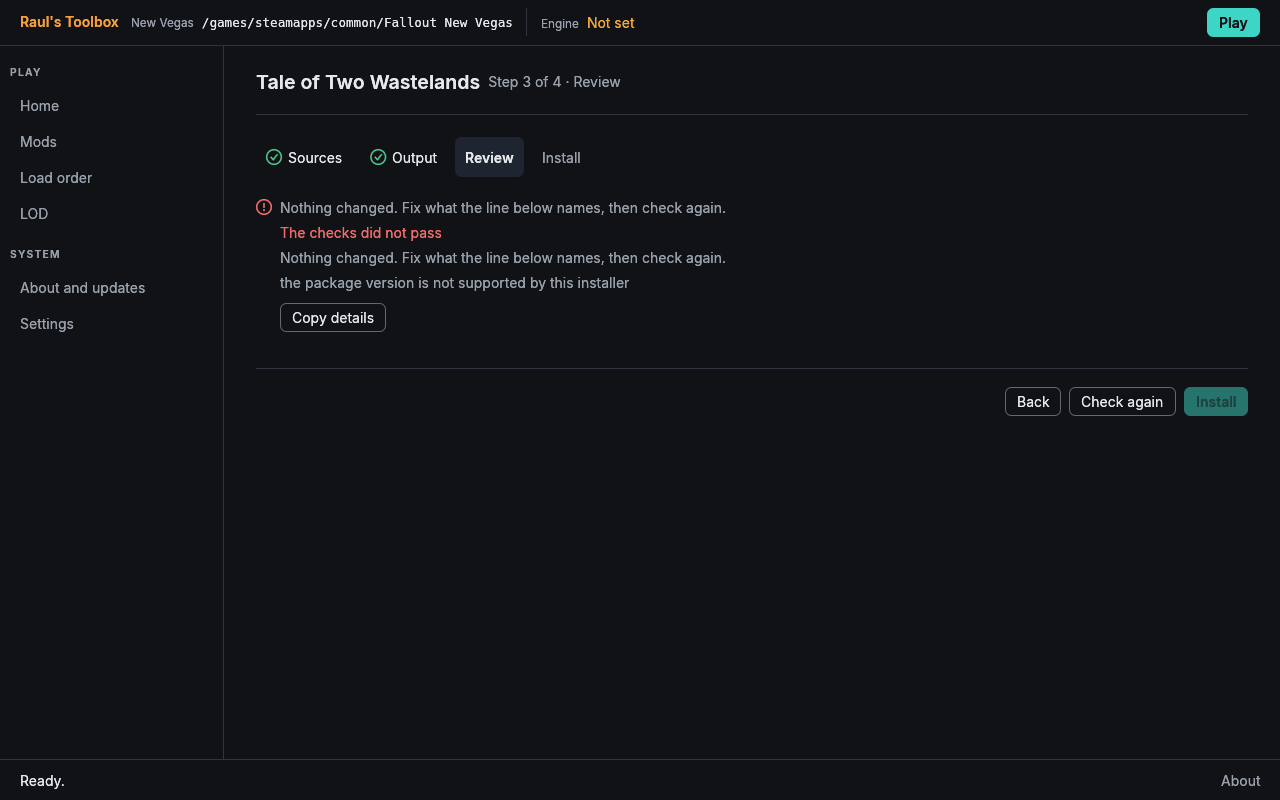 Raul's Toolbox New Vegas /games/steamapps/common/Fallout New Vegas Engine Not set Play
PLAY
Home
Mods
Load order
LOD
SYSTEM
About and updates
Settings
Tale of Two Wastelands Step 3 of 4 · Review
Sources Output Review Install
Nothing changed. Fix what the line below names, then check again.
The checks did not pass
Nothing changed. Fix what the line below names, then check again.
the package version is not supported by this installer
Copy details
Back Check again Install
Ready. About